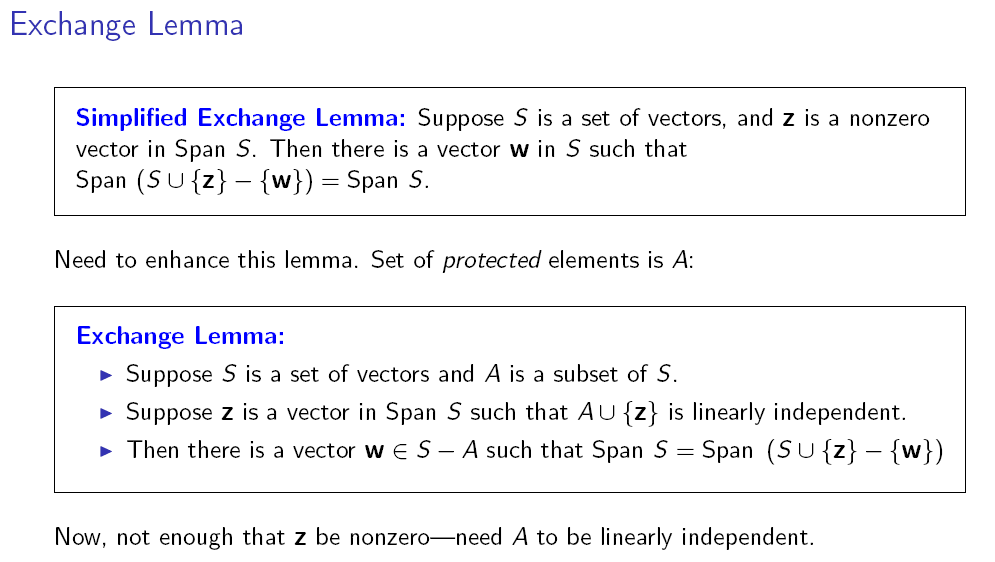 Exchange Lemma
Simplified Exchange Lemma: Suppose S is a set of vectors, and z is a nonzero
vector in Span S. Then there is a vector w in S such that
Span (S ∪ {z} − {w}) = Span S.
Need to enhance this lemma. Set of protected elements is A:
Exchange Lemma:
▶ Suppose S is a set of vectors and A is a subset of S.
▶ Suppose z is a vector in Span S such that A ∪ {z} is linearly independent.
▶ Then there is a vector w ∈ S − A such that Span S = Span (S ∪ {z} − {w})
Now, not enough that z be nonzero—need A to be linearly independent.